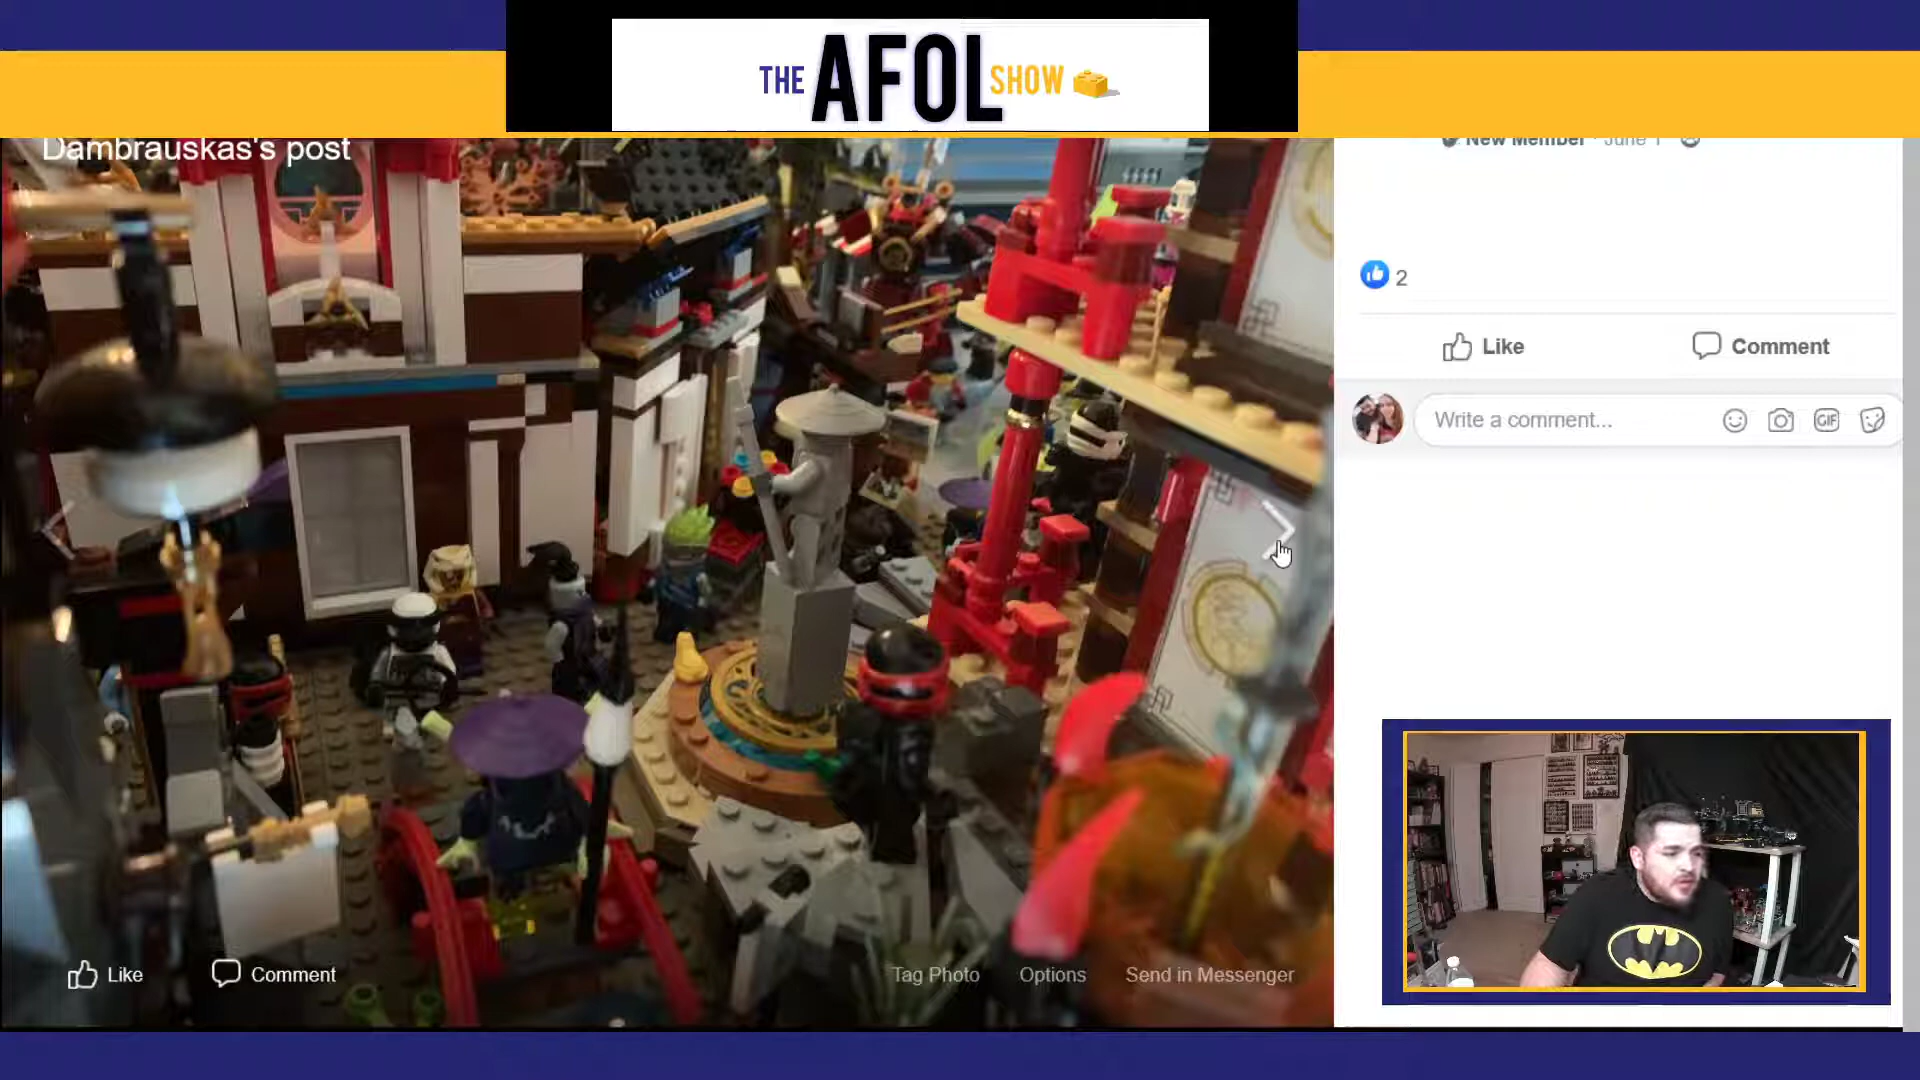 THE AFOL SHOW
Dambrauskas's post
New Member · June 1
2
Like Comment
Write a comment...
GIF
Like Comment Tag Photo Options Send in Messenger